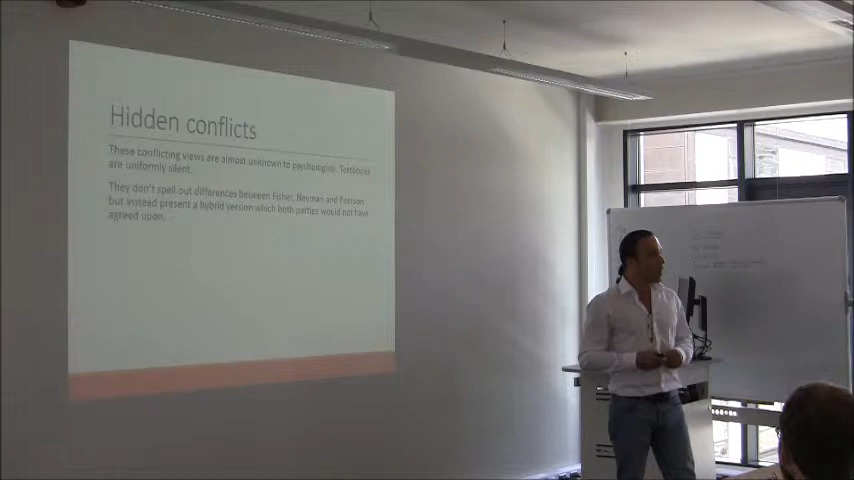 Hidden conflicts
These conflicting views are almost unknown to psychologists. Textbooks
are uniformly silent.
They don't spell out differences between Fisher, Neyman and Pearson,
but instead present a hybrid version which both parties would not have
agreed upon.